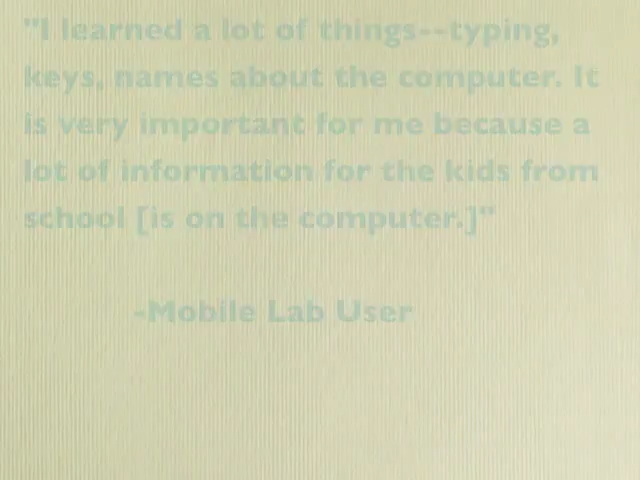 "I learned a lot of things--typing,
keys, names about the computer. It
is very important for me because a
lot of information for the kids from
school [is on the computer.]"
-Mobile Lab User